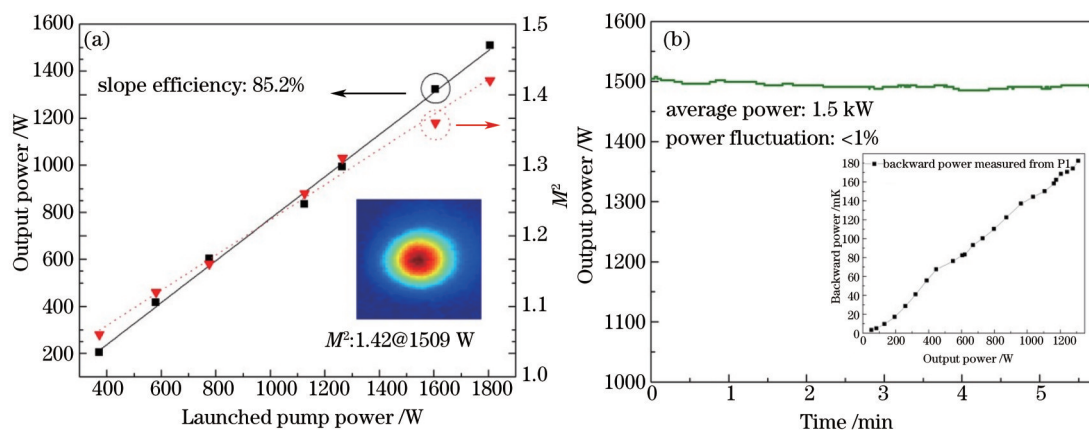 (a)
1600
1400
1200
1000
800
600
400
200
Output power /W
slope efficiency: 85.2%
1.5
1.4
1.3
1.2
1.1
1.0
M²
M²:1.42@1509 W
400 600 800 1000 1200 1400 1600 1800
Launched pump power /W
(b)
1600
1500
1400
1300
1200
1100
1000
Output power /W
average power: 1.5 kW
power fluctuation: <1%
backward power measured from P1
180
160
140
120
100
80
60
40
20
0
Backward power /mK
0 200 400 600 800 1000 1200
Output power /W
0 1 2 3 4 5
Time /min